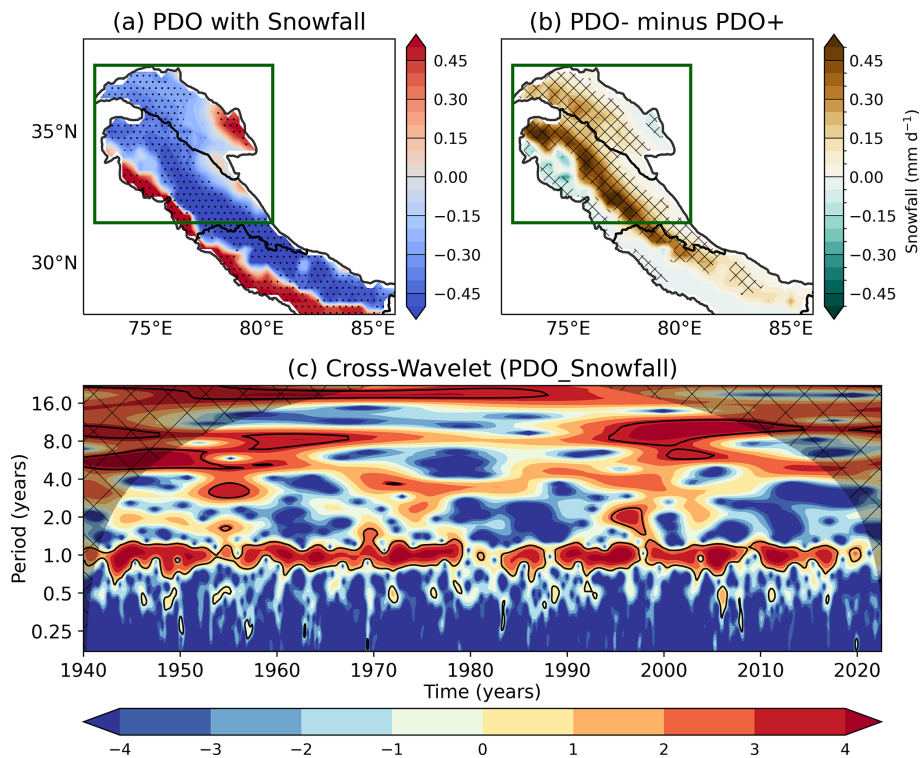 (a) PDO with Snowfall
(b) PDO- minus PDO+
35°N
30°N
75°E
80°E
85°E
0.45
0.30
0.15
0.00
−0.15
−0.30
−0.45
75°E
80°E
85°E
0.45
0.30
0.15
0.00
−0.15
−0.30
−0.45
Snowfall (mm d⁻¹)
(c) Cross-Wavelet (PDO_Snowfall)
Period (years)
16.0
8.0
4.0
2.0
1.0
0.5
0.25
1940
1950
1960
1970
1980
1990
2000
2010
2020
Time (years)
−4
−3
−2
−1
0
1
2
3
4